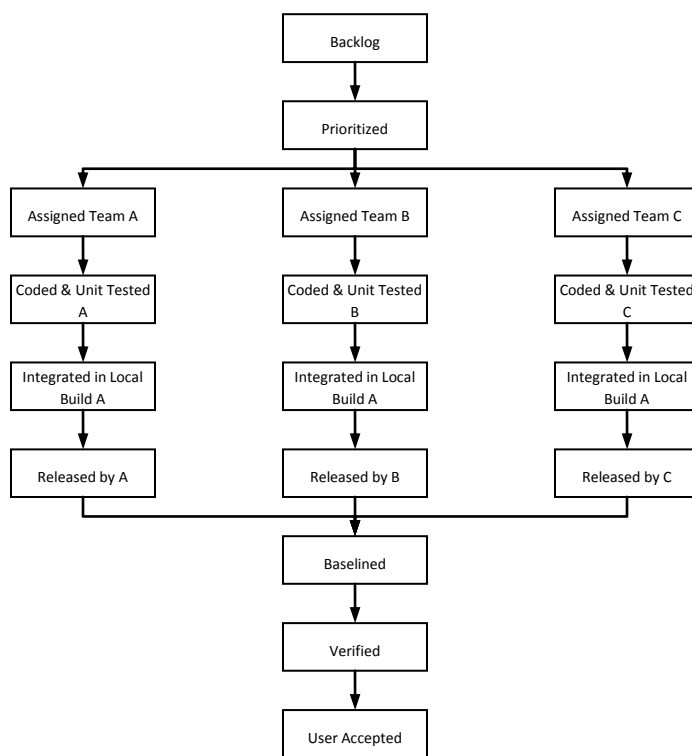 Backlog
Prioritized
Assigned Team A
Assigned Team B
Assigned Team C
Coded & Unit Tested
A
Coded & Unit Tested
B
Coded & Unit Tested
C
Integrated in Local
Build A
Integrated in Local
Build A
Integrated in Local
Build A
Released by A
Released by B
Released by C
Baselined
Verified
User Accepted